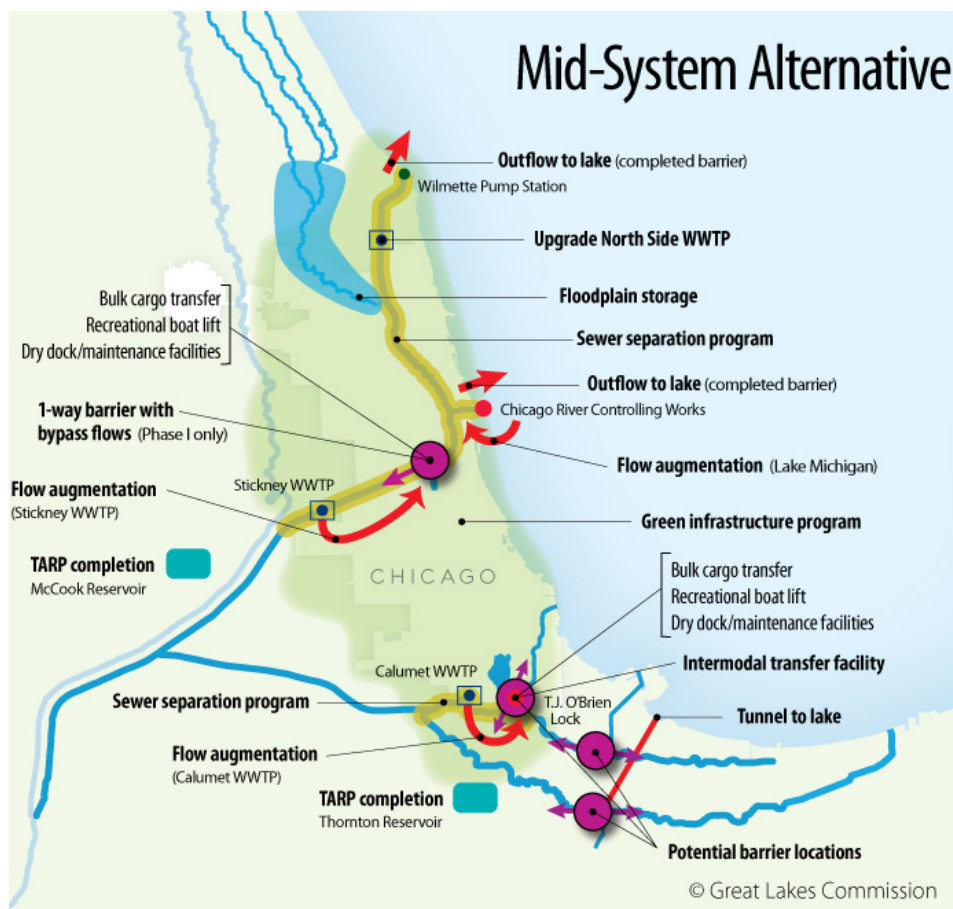 Mid-System Alternative
Outflow to lake (completed barrier)
Wilmette Pump Station
Upgrade North Side WWTP
Floodplain storage
Bulk cargo transfer
Recreational boat lift
Dry dock/maintenance facilities
Sewer separation program
Outflow to lake (completed barrier)
Chicago River Controlling Works
1-way barrier with
bypass flows (Phase I only)
Flow augmentation (Lake Michigan)
Stickney WWTP
Flow augmentation
(Stickney WWTP)
Green infrastructure program
TARP completion
McCook Reservoir
CHICAGO
Bulk cargo transfer
Recreational boat lift
Dry dock/maintenance facilities
Calumet WWTP
Intermodal transfer facility
Sewer separation program
T.J. O'Brien
Lock
Tunnel to lake
Flow augmentation
(Calumet WWTP)
TARP completion
Thornton Reservoir
Potential barrier locations
© Great Lakes Commission